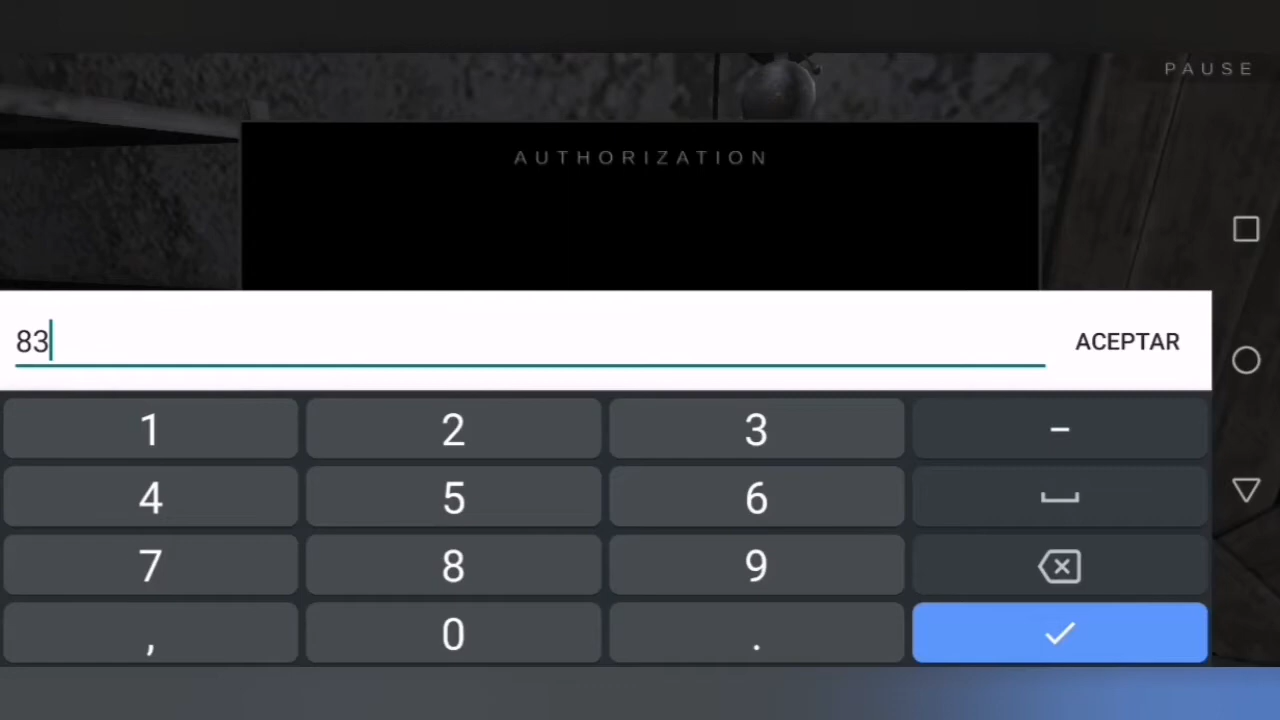 PAUSE
AUTHORIZATION
83
ACEPTAR
1 2 3 -
4 5 6
7 8 9
, 0 .